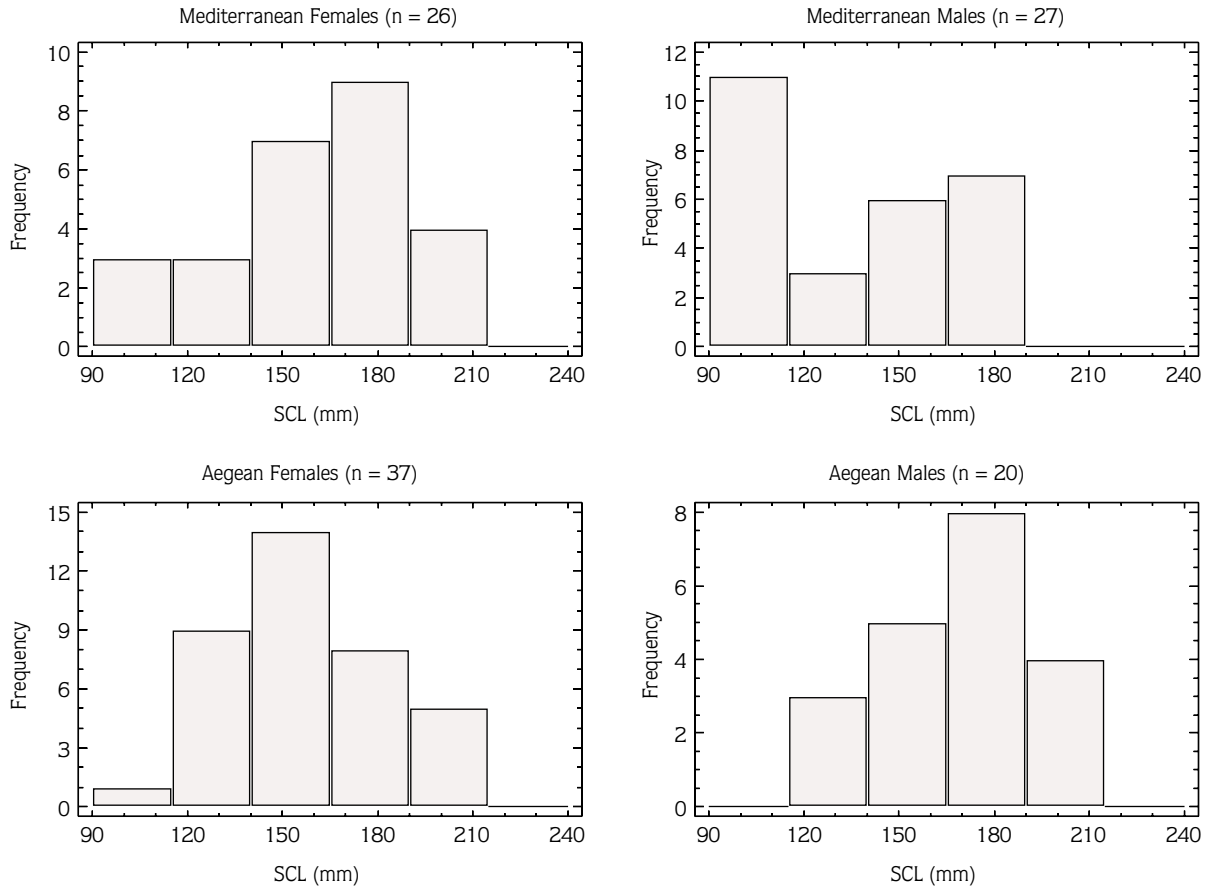 Mediterranean Females (n = 26)
10
8
6
4
2
0
Frequency
90 120 150 180 210 240
SCL (mm)
Mediterranean Males (n = 27)
12
10
8
6
4
2
0
Frequency
90 120 150 180 210 240
SCL (mm)
Aegean Females (n = 37)
15
12
9
6
3
0
Frequency
90 120 150 180 210 240
SCL (mm)
Aegean Males (n = 20)
8
6
4
2
0
Frequency
90 120 150 180 210 240
SCL (mm)